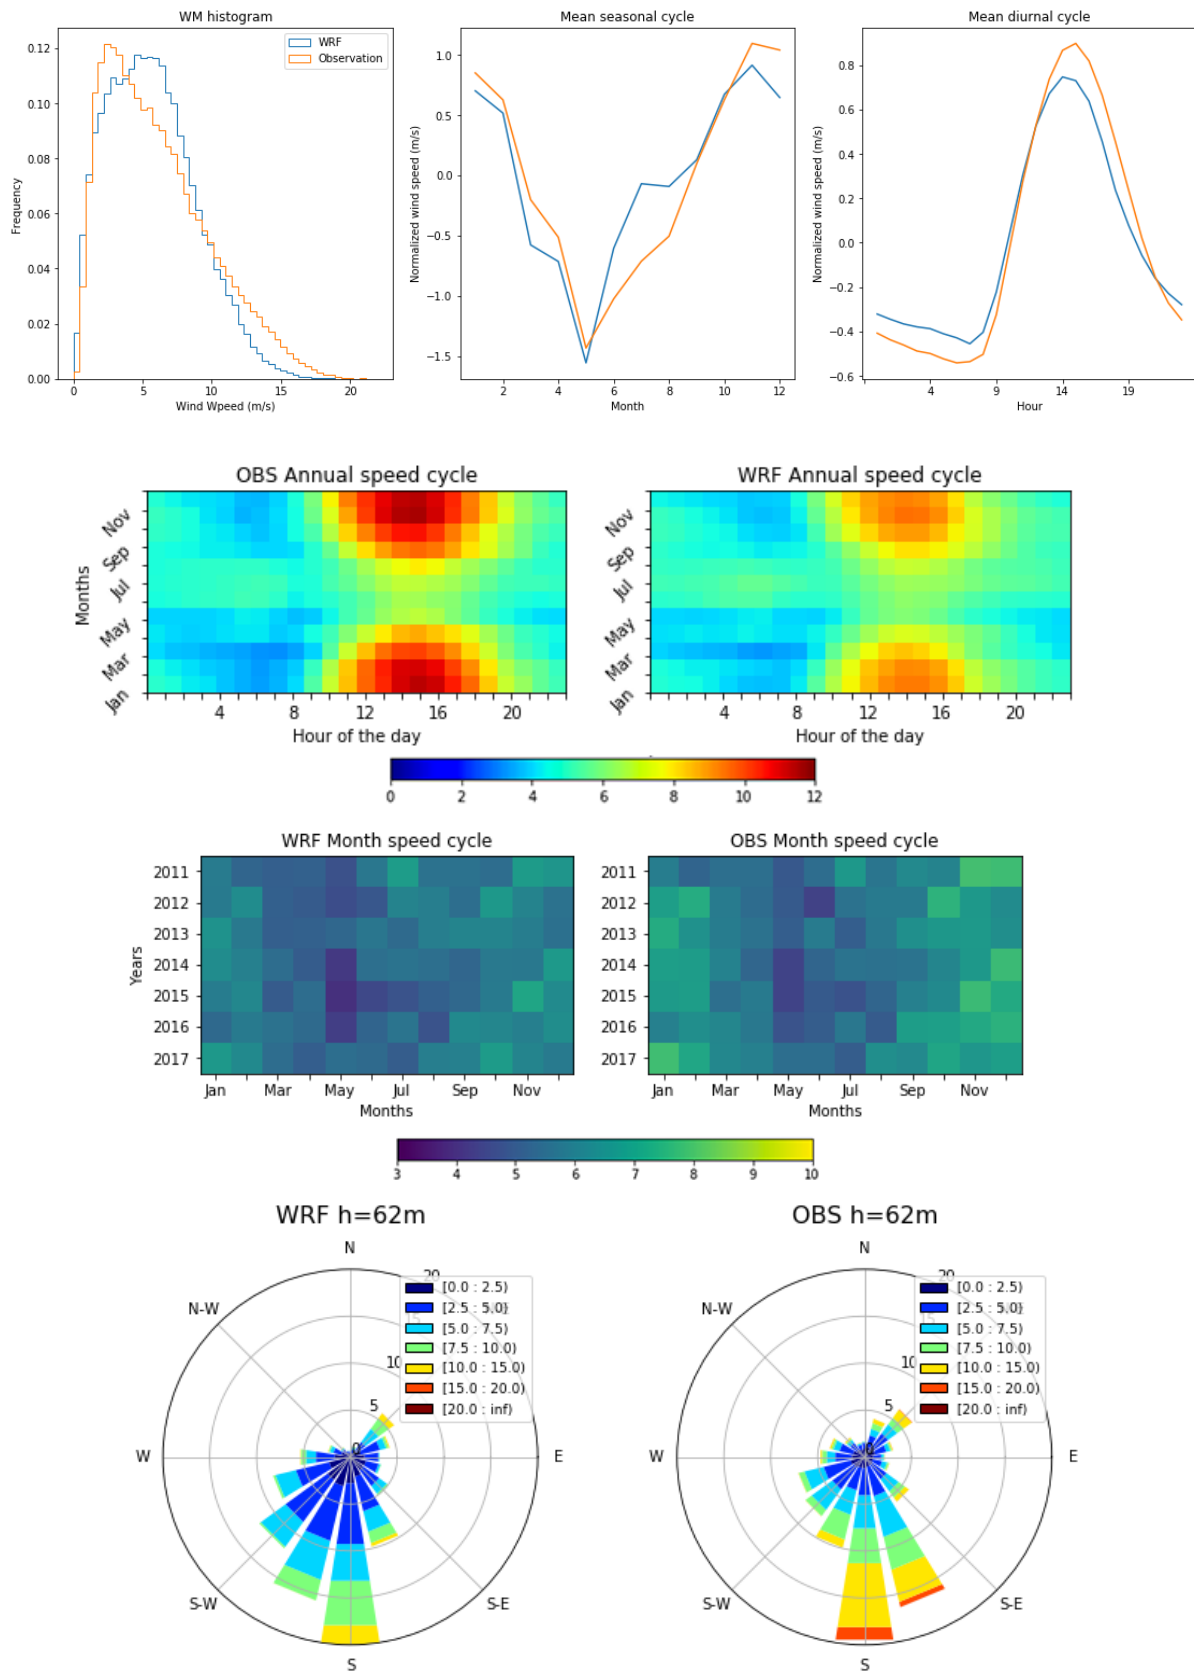 WM histogram
Mean seasonal cycle
Mean diurnal cycle
WRF
Observation
0.12
0.10
0.08
0.06
0.04
0.02
0.00
Frequency
0 5 10 15 20
Wind Wpeed (m/s)
1.0
0.5
0.0
−0.5
−1.0
−1.5
Normalized wind speed (m/s)
2 4 6 8 10 12
Month
0.8
0.6
0.4
0.2
0.0
−0.2
−0.4
−0.6
Normalized wind speed (m/s)
4 14 19
Hour
OBS Annual speed cycle
WRF Annual speed cycle
Months
Nov
Sep
Jul
May
Mar
Jan
4 8 12 16 20
Hour of the day
Nov
Sep
Jul
May
Mar
Jan
4 8 12 16 20
Hour of the day
0 2 4 6 8 10 12
WRF Month speed cycle
OBS Month speed cycle
Years
2011
2012
2013
2014
2015
2016
2017
Jan Mar May Jul Sep Nov
Months
2011
2012
2013
2014
2015
2016
2017
Jan Mar May Jul Sep Nov
Months
3 4 5 6 7 8 9 10
WRF h=62m
N
N-W
W
S-W
S
S-E
E
20
10
5
0
[0.0 : 2.5)
[2.5 : 5.0)
[5.0 : 7.5)
[7.5 : 10.0)
[10.0 : 15.0)
[15.0 : 20.0)
[20.0 : inf)
OBS h=62m
N
N-W
W
S-W
S
S-E
E
20
10
5
0
[0.0 : 2.5)
[2.5 : 5.0)
[5.0 : 7.5)
[7.5 : 10.0)
[10.0 : 15.0)
[15.0 : 20.0)
[20.0 : inf)